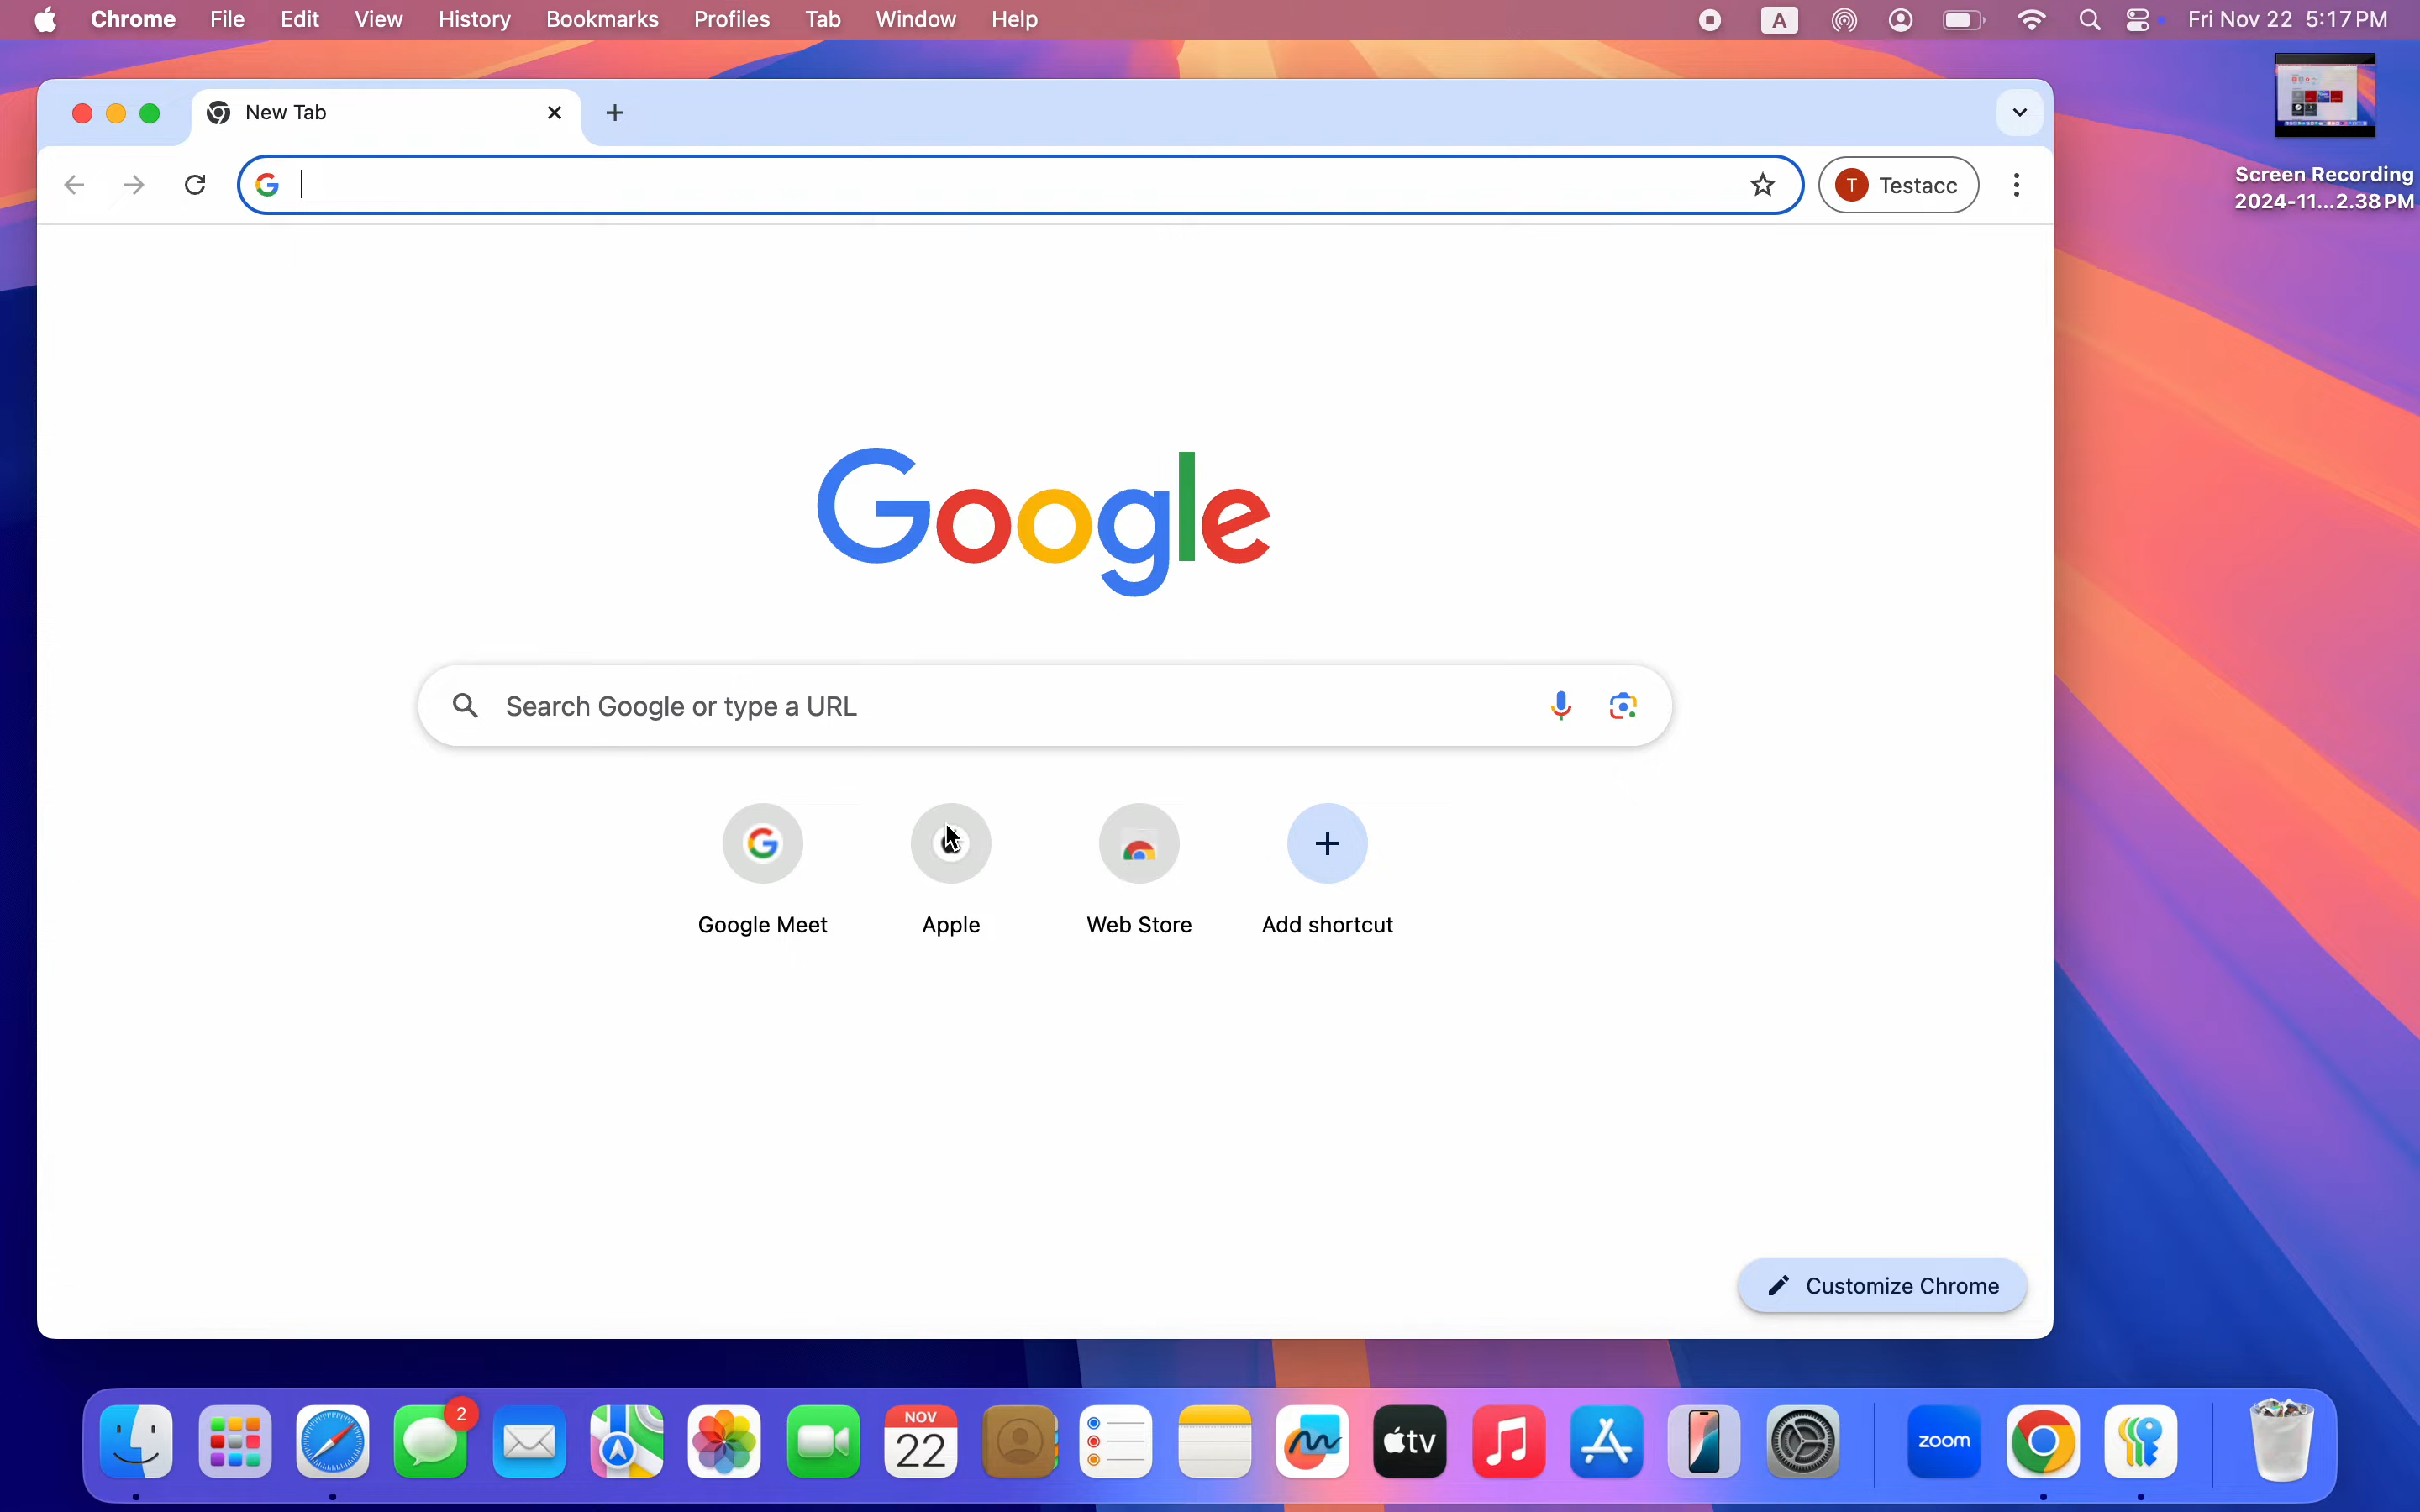 Chrome File Edit View History Bookmarks Profiles Tab Window Help A Fri Nov 22 5:17 PM
New Tab
T Testacc
Screen Recording
2024-11...2.38 PM
Google
Search Google or type a URL
Google Meet Apple Web Store Add shortcut
Customize Chrome
2 NOV
22 tv zoom